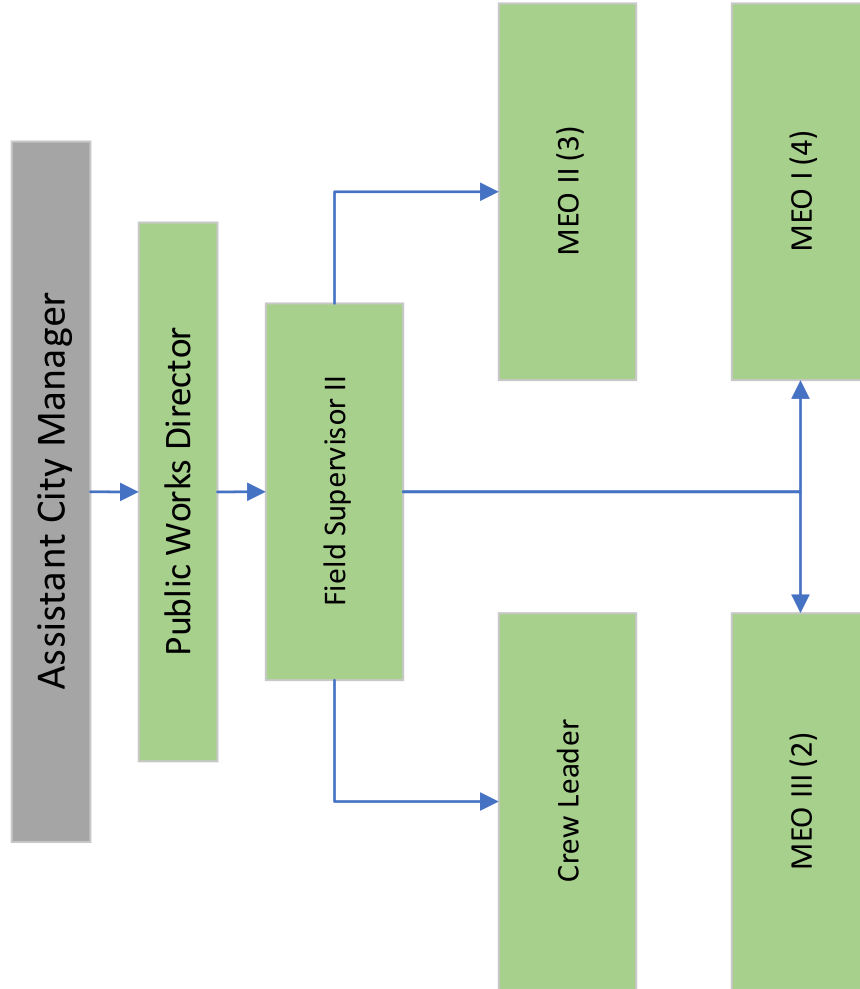 Assistant City Manager
Public Works Director
Field Supervisor II
Crew Leader
MEO II (3)
MEO III (2)
MEO I (4)